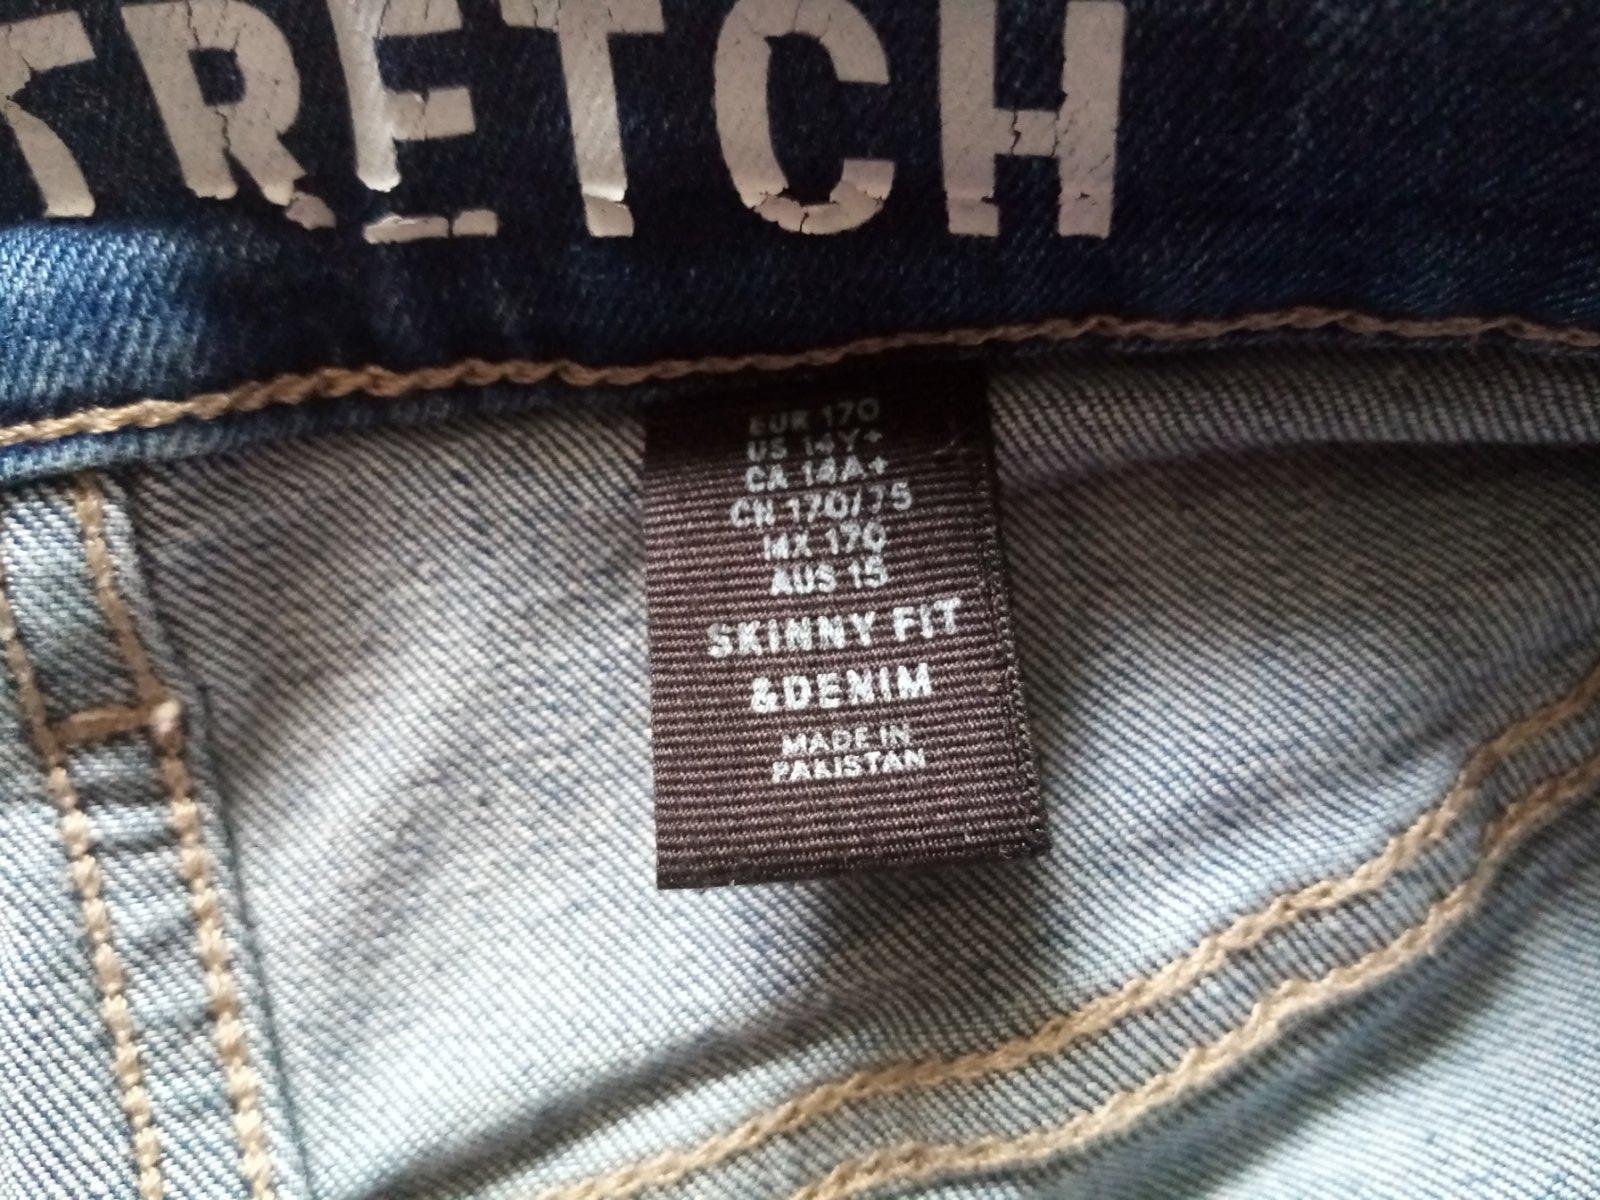 STRETCH
EUR 170
US 14Y+
CA 14A+
CN 170/75
MX 170
AUS 15
SKINNY FIT
&DENIM
MADE IN
PAKISTAN